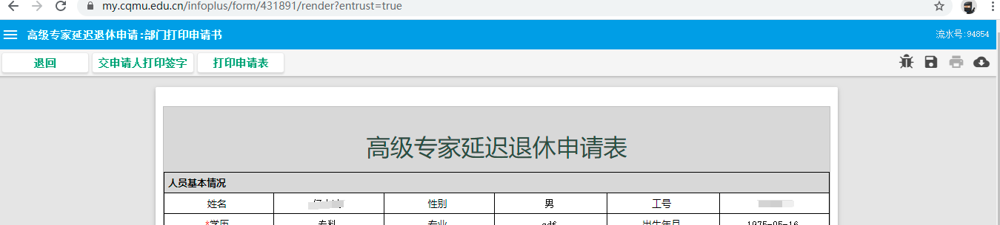 my.cqmu.edu.cn/infoplus/form/431891/render?entrust=true
高级专家延迟退休申请:部门打印申请书
流水号:94854
退回 交申请人打印签字 打印申请表
高级专家延迟退休申请表
人员基本情况
姓名 性别 男 工号
*学历 专科 专业 adf 出生年月 1975-05-16